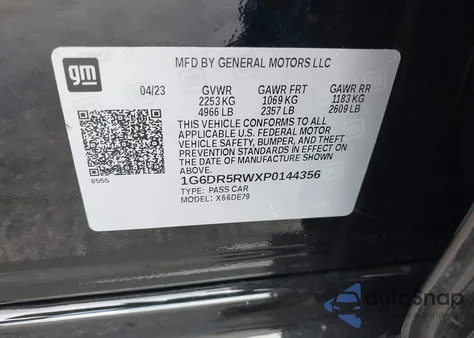 gm
MFD BY GENERAL MOTORS LLC
04/23 GVWR GAWR FRT GAWR RR
2253 KG 1069 KG 1183 KG
4966 LB 2357 LB 2609 LB
THIS VEHICLE CONFORMS TO ALL
APPLICABLE U.S. FEDERAL MOTOR
VEHICLE SAFETY, BUMPER, AND THEFT
PREVENTION STANDARDS IN EFFECT ON
THE DATE OF MANUFACTURE SHOWN
ABOVE.
8555
1G6DR5RWXP0144356
TYPE: PASS CAR
MODEL: X66DE79
autoSnap